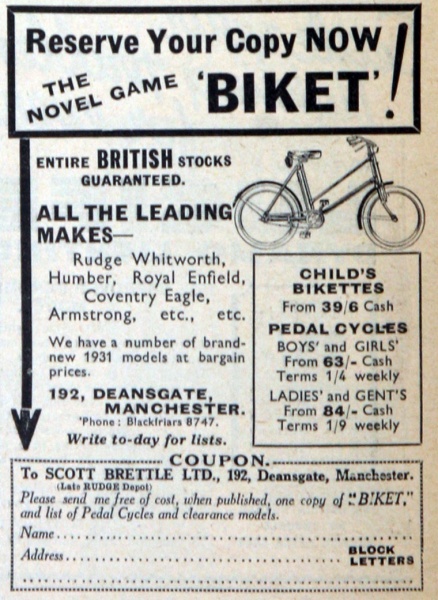 Reserve Your Copy NOW
THE
NOVEL GAME 'BIKET'!
ENTIRE BRITISH STOCKS
GUARANTEED.
ALL THE LEADING
MAKES—
Rudge Whitworth,
Humber, Royal Enfield,
Coventry Eagle,
Armstrong, etc., etc.
We have a number of brand-
new 1931 models at bargain
prices.
192, DEANSGATE,
MANCHESTER.
'Phone: Blackfriars 8747.
Write to-day for lists.
CHILD'S
BIKETTES
From 39/6 Cash
PEDAL CYCLES
BOYS' and GIRLS'
From 63/- Cash
Terms 1/4 weekly
LADIES' and GENT'S
From 84/- Cash
Terms 1/9 weekly
COUPON.
To SCOTT BRETTLE LTD., 192, Deansgate, Manchester.
(Late RUDGE Depot)
Please send me free of cost, when published, one copy of "BIKET,"
and list of Pedal Cycles and clearance models.
Name
Address
BLOCK
LETTERS